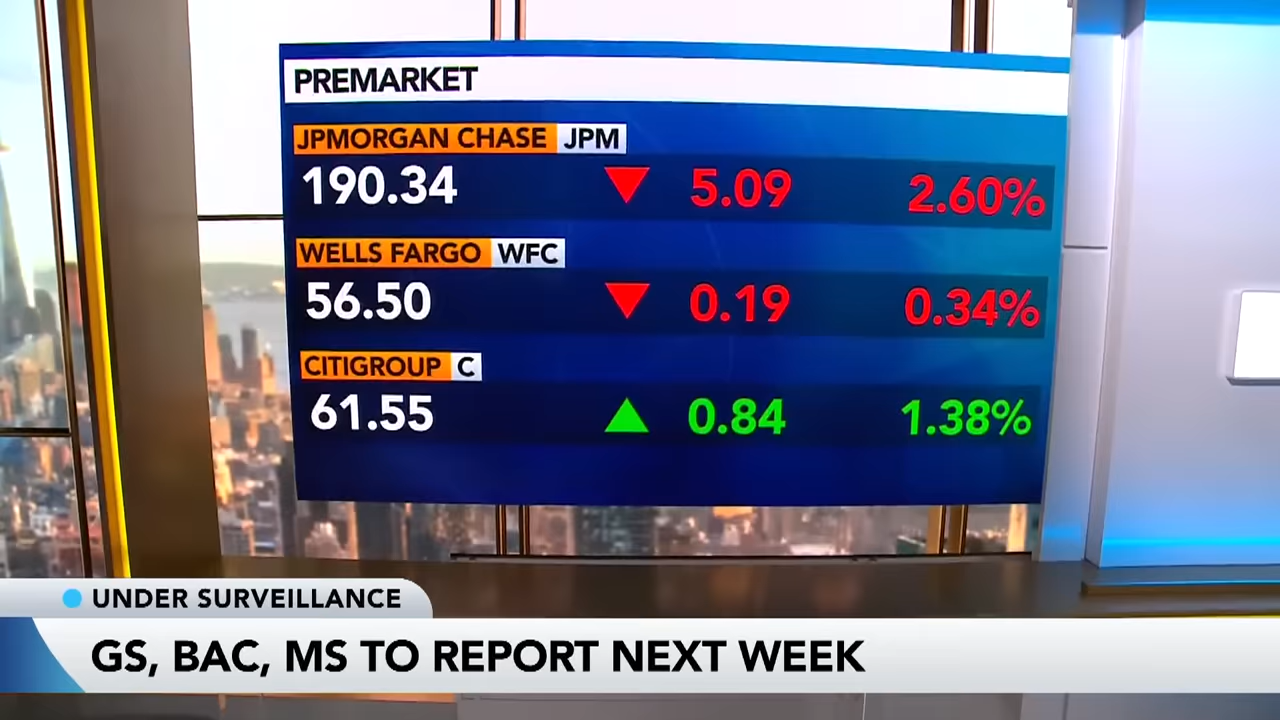 PREMARKET
JPMORGAN CHASE JPM
190.34 ▼ 5.09 2.60%
WELLS FARGO WFC
56.50 ▼ 0.19 0.34%
CITIGROUP C
61.55 ▲ 0.84 1.38%
UNDER SURVEILLANCE
GS, BAC, MS TO REPORT NEXT WEEK